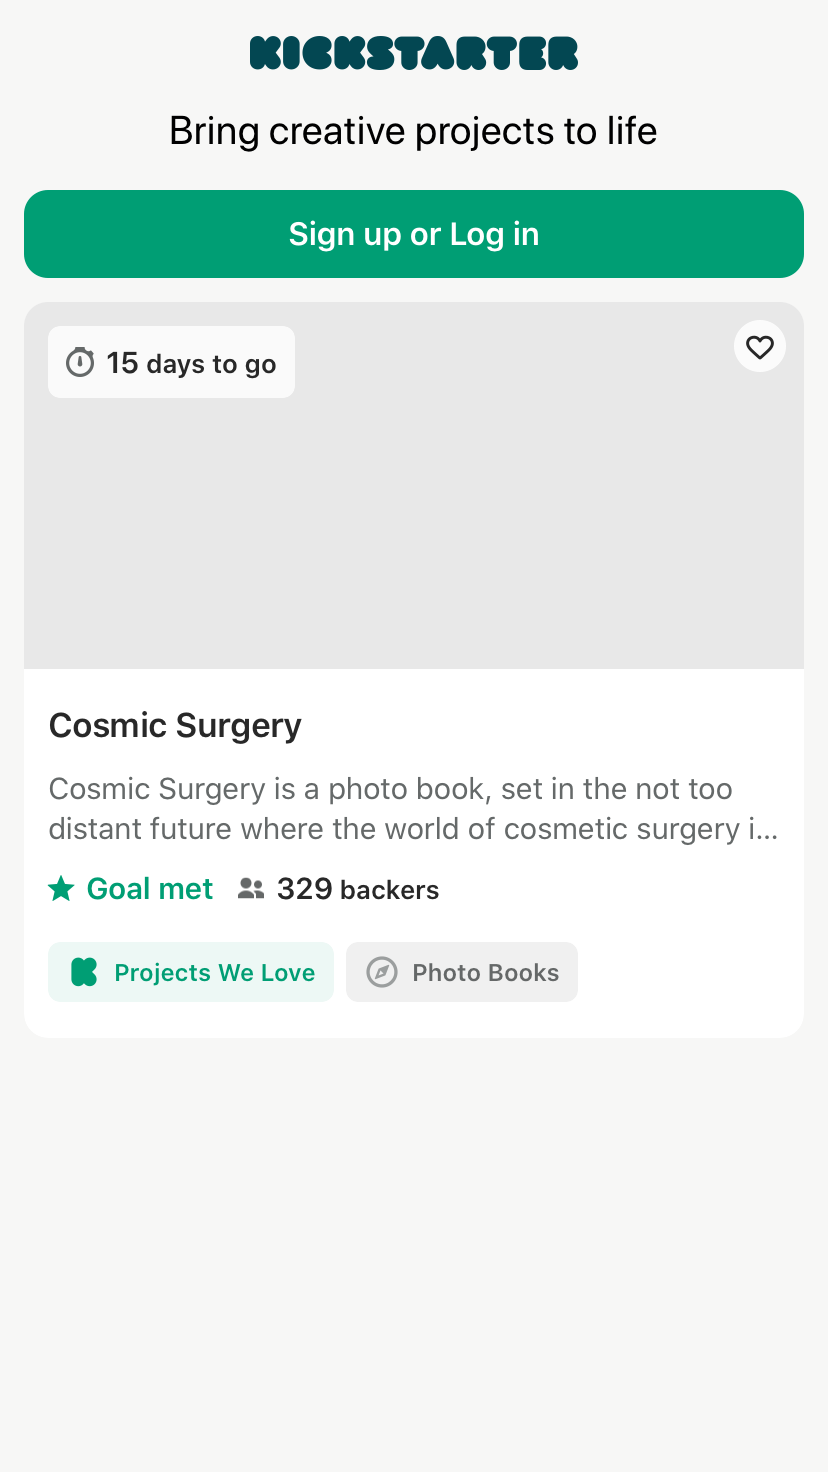 KICKSTARTER
Bring creative projects to life
Sign up or Log in
15 days to go
Cosmic Surgery
Cosmic Surgery is a photo book, set in the not too
distant future where the world of cosmetic surgery i...
Goal met 329 backers
Projects We Love Photo Books